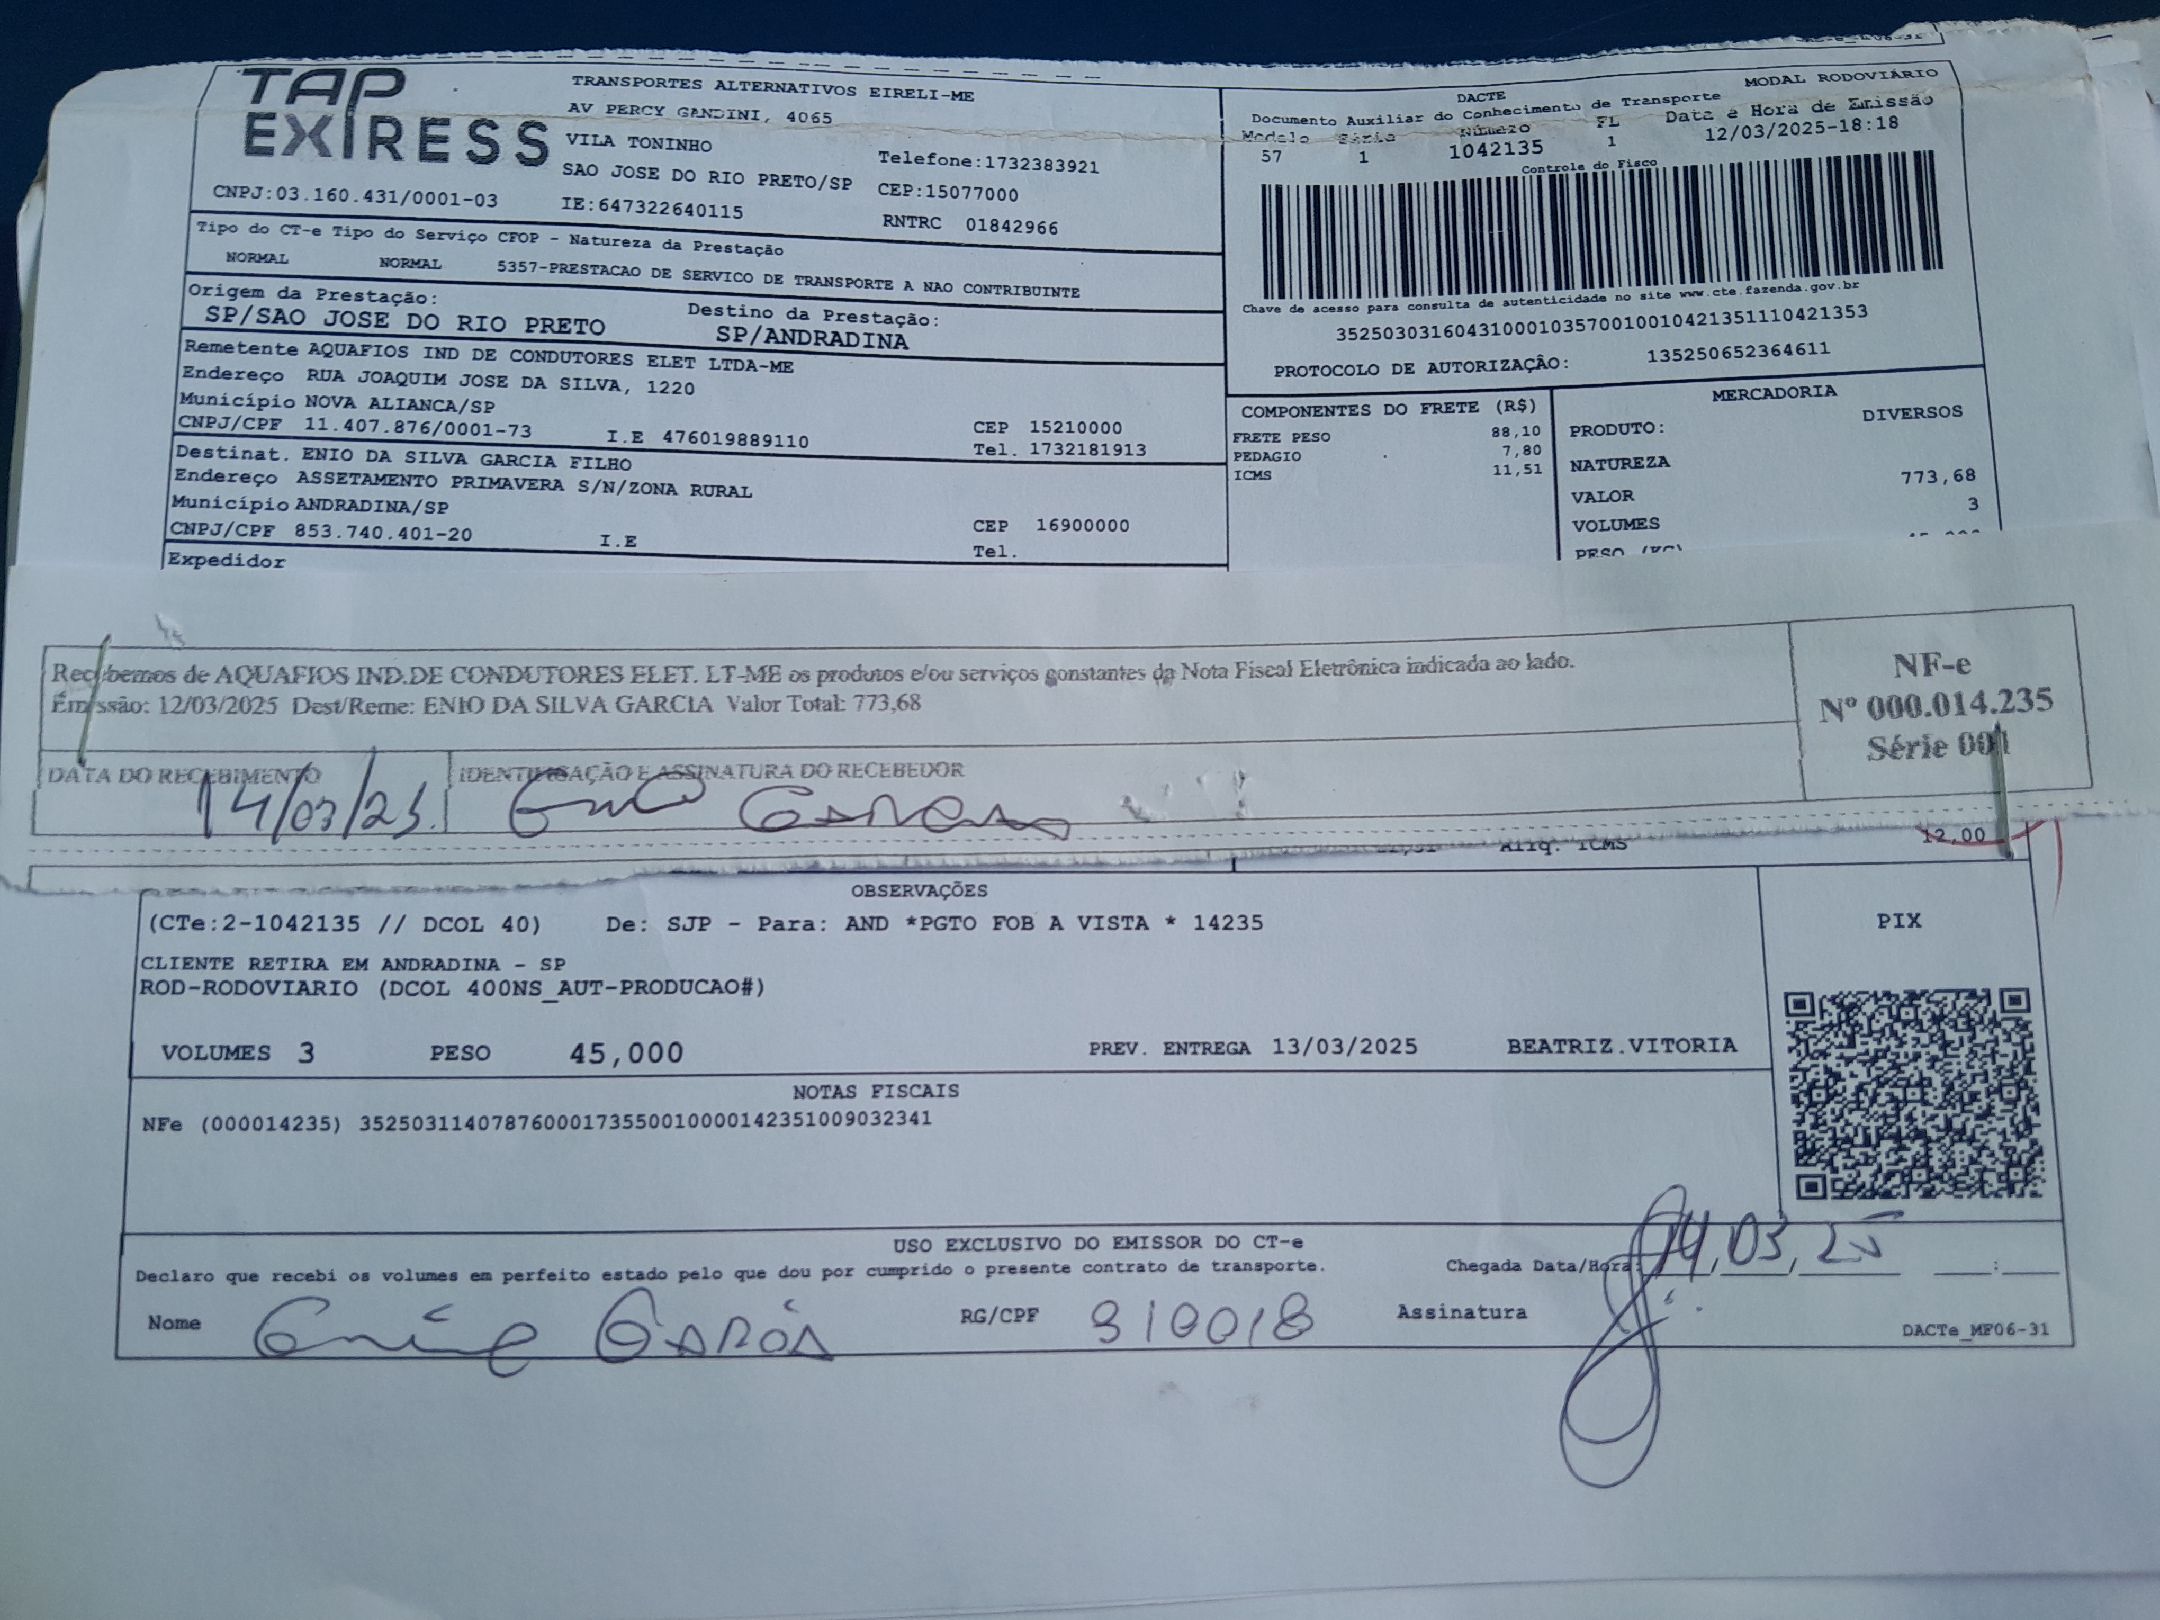 TAP EXPRESS
TRANSPORTES ALTERNATIVOS EIRELI-ME
AV PERCY GANDINI, 4065
VILA TONINHO
Telefone:1732383921
SAO JOSE DO RIO PRETO/SP CEP:15077000
CNPJ:03.160.431/0001-03 IE:647322640115 RNTRC 01842966
Tipo do CT-e Tipo do Serviço CFOP - Natureza da Prestação
NORMAL NORMAL 5357-PRESTACAO DE SERVICO DE TRANSPORTE A NAO CONTRIBUINTE
Origem da Prestação: Destino da Prestação:
SP/SAO JOSE DO RIO PRETO SP/ANDRADINA
Remetente AQUAFIOS IND DE CONDUTORES ELET LTDA-ME
Endereço RUA JOAQUIM JOSE DA SILVA, 1220
Município NOVA ALIANCA/SP CEP 15210000
CNPJ/CPF 11.407.876/0001-73 I.E 476019889110 Tel. 1732181913
Destinat. ENIO DA SILVA GARCIA FILHO
Endereço ASSETAMENTO PRIMAVERA S/N/ZONA RURAL
Município ANDRADINA/SP CEP 16900000
CNPJ/CPF 853.740.401-20 I.E Tel.
Expedidor
DACTE MODAL RODOVIÁRIO
Documento Auxiliar do Conhecimento de Transporte Data e Hora de Emissão
Modelo Série Número FL
57 1 1042135 1 12/03/2025-18:18
Controle do Fisco
Chave de acesso para consulta de autenticidade no site www.cte.fazenda.gov.br
35250303160431000103570010010421351110421353
PROTOCOLO DE AUTORIZAÇÃO: 135250652364611
COMPONENTES DO FRETE (R$)
FRETE PESO 88,10
PEDAGIO 7,80
ICMS 11,51
MERCADORIA
PRODUTO: DIVERSOS
NATUREZA
VALOR 773,68
VOLUMES 3
PESO (KG)
Recebemos de AQUAFIOS IND.DE CONDUTORES ELET. LT-ME os produtos e/ou serviços constantes da Nota Fiscal Eletrônica indicada ao lado.
Emissão: 12/03/2025 Dest/Reme: ENIO DA SILVA GARCIA Valor Total: 773,68
NF-e
Nº 000.014.235
Série 001
DATA DO RECEBIMENTO IDENTIFICAÇÃO E ASSINATURA DO RECEBEDOR
14/03/25. Enio Garcia
Alíq. ICMS 12,00
OBSERVAÇÕES
(CTe:2-1042135 // DCOL 40) De: SJP - Para: AND *PGTO FOB A VISTA * 14235
CLIENTE RETIRA EM ANDRADINA - SP
ROD-RODOVIARIO (DCOL 400NS_AUT-PRODUCAO#)
VOLUMES 3 PESO 45,000 PREV. ENTREGA 13/03/2025 BEATRIZ.VITORIA
PIX
NOTAS FISCAIS
NFe (000014235) 35250311407876000173550010000142351009032341
USO EXCLUSIVO DO EMISSOR DO CT-e
Declaro que recebi os volumes em perfeito estado pelo que dou por cumprido o presente contrato de transporte. Chegada Data/Hora: 14,03,25 :
Nome Enio Garcia RG/CPF 910018 Assinatura
DACTe_MF06-31